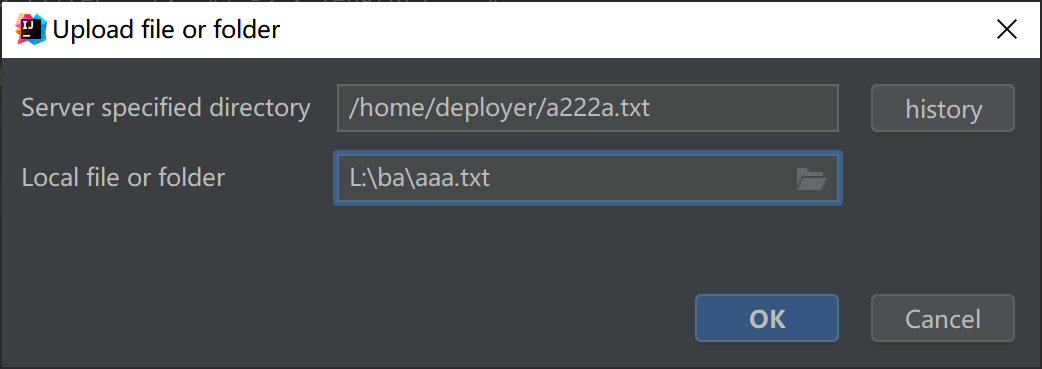 IJ
Upload file or folder
Server specified directory /home/deployer/a222a.txt history
Local file or folder L:\ba\aaa.txt
OK Cancel